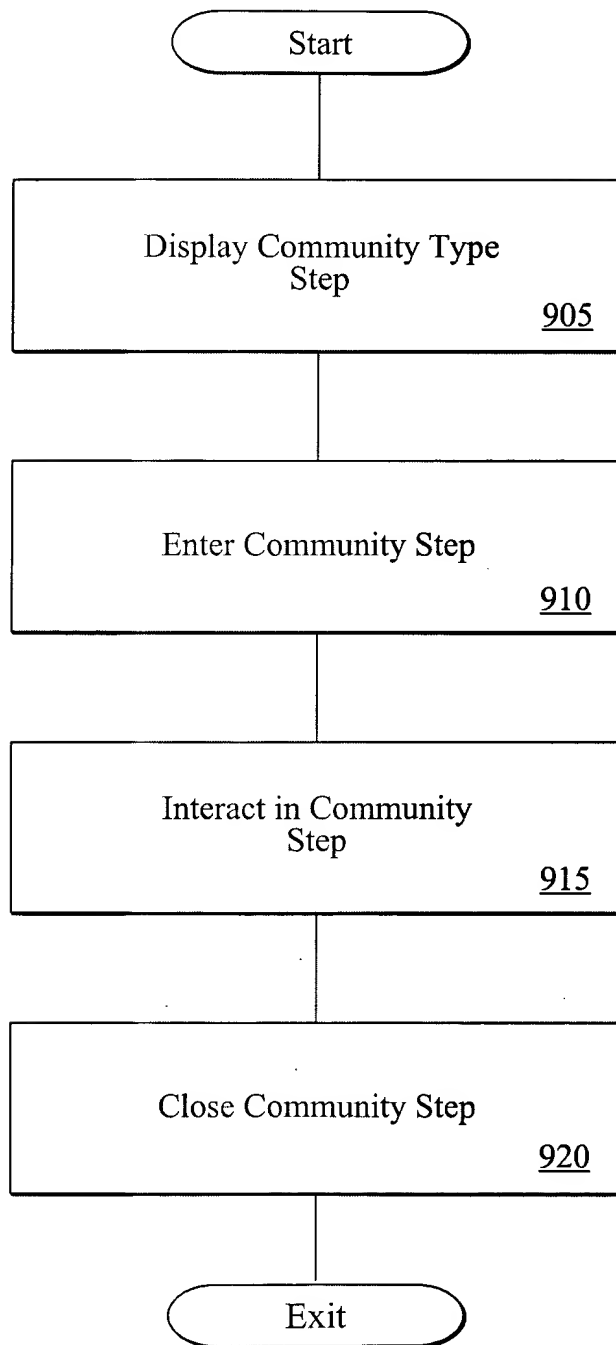 Start
Display Community Type
Step
905
Enter Community Step
910
Interact in Community
Step
915
Close Community Step
920
Exit